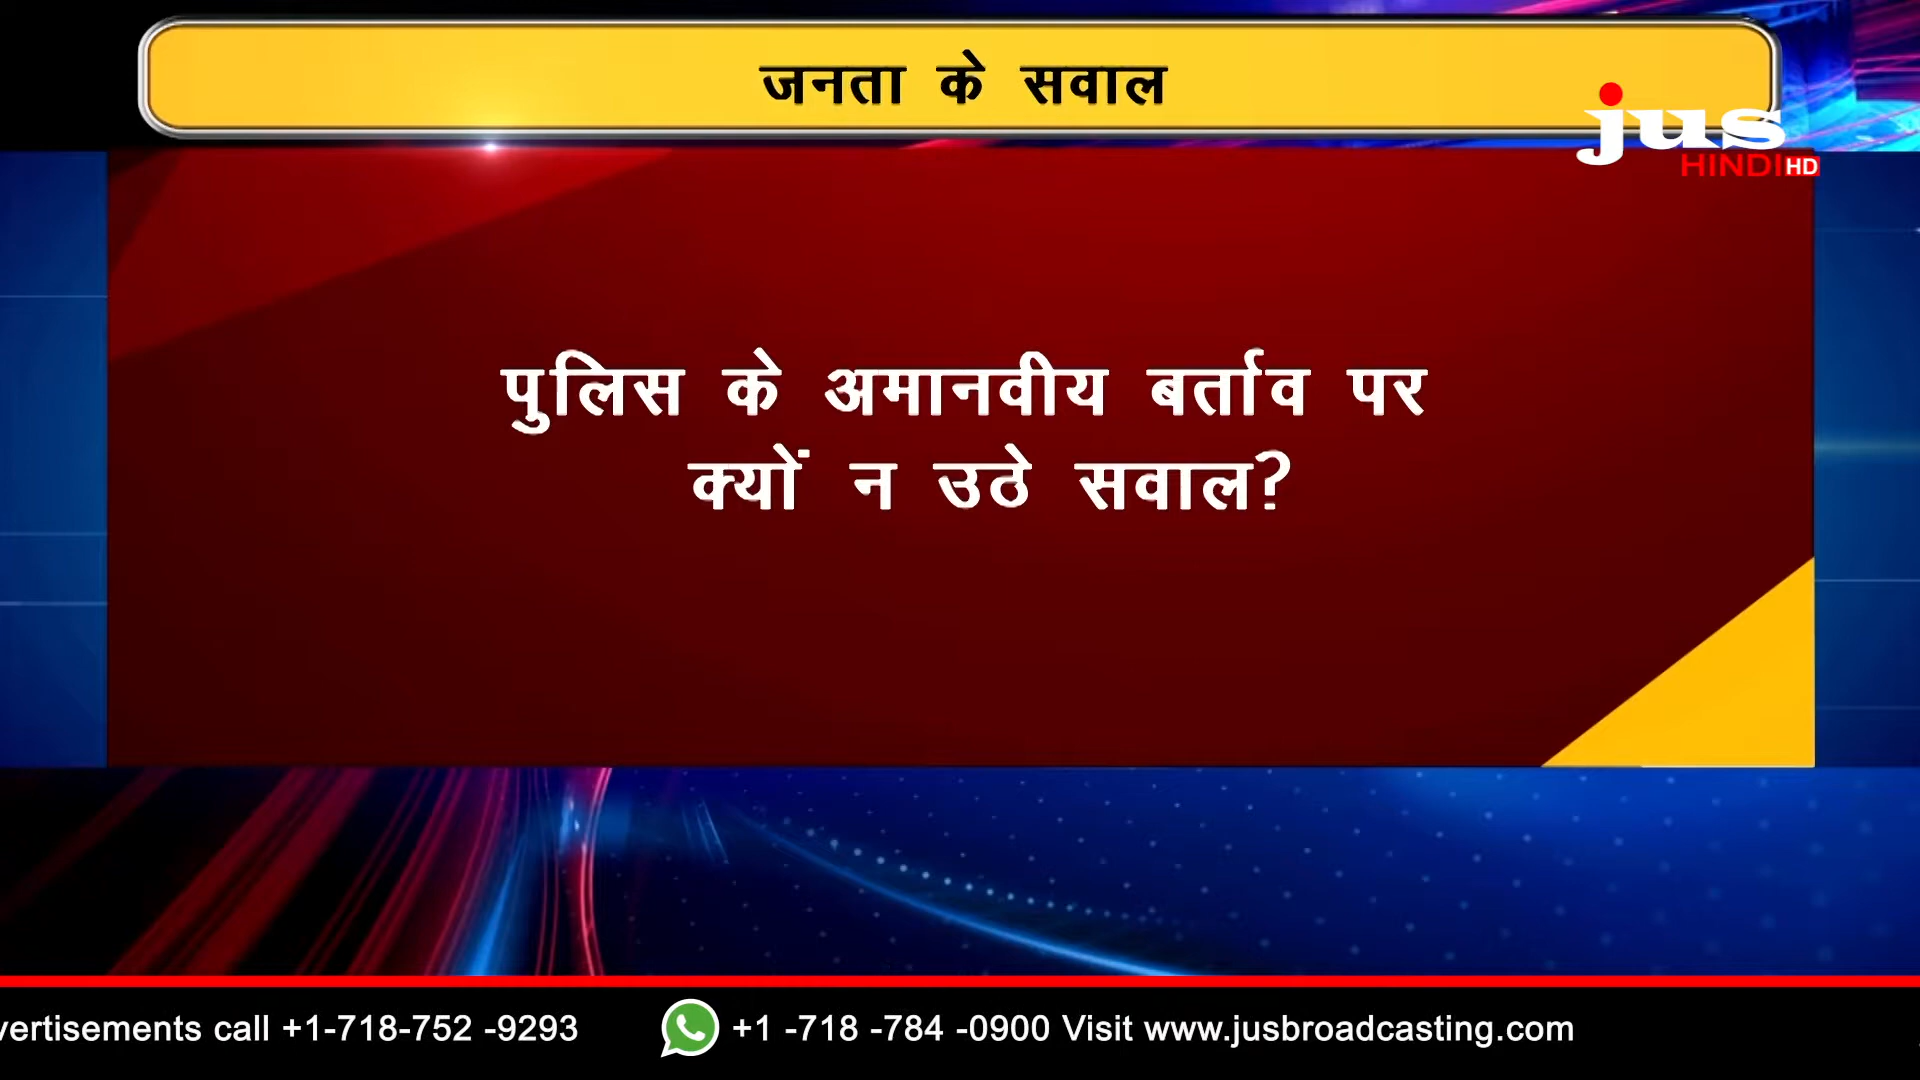 जनता के सवाल
jus
HINDI HD
पुलिस के अमानवीय बर्ताव पर
क्यों न उठे सवाल?
vertisements call +1-718-752 -9293 +1 -718 -784 -0900 Visit www.jusbroadcasting.com